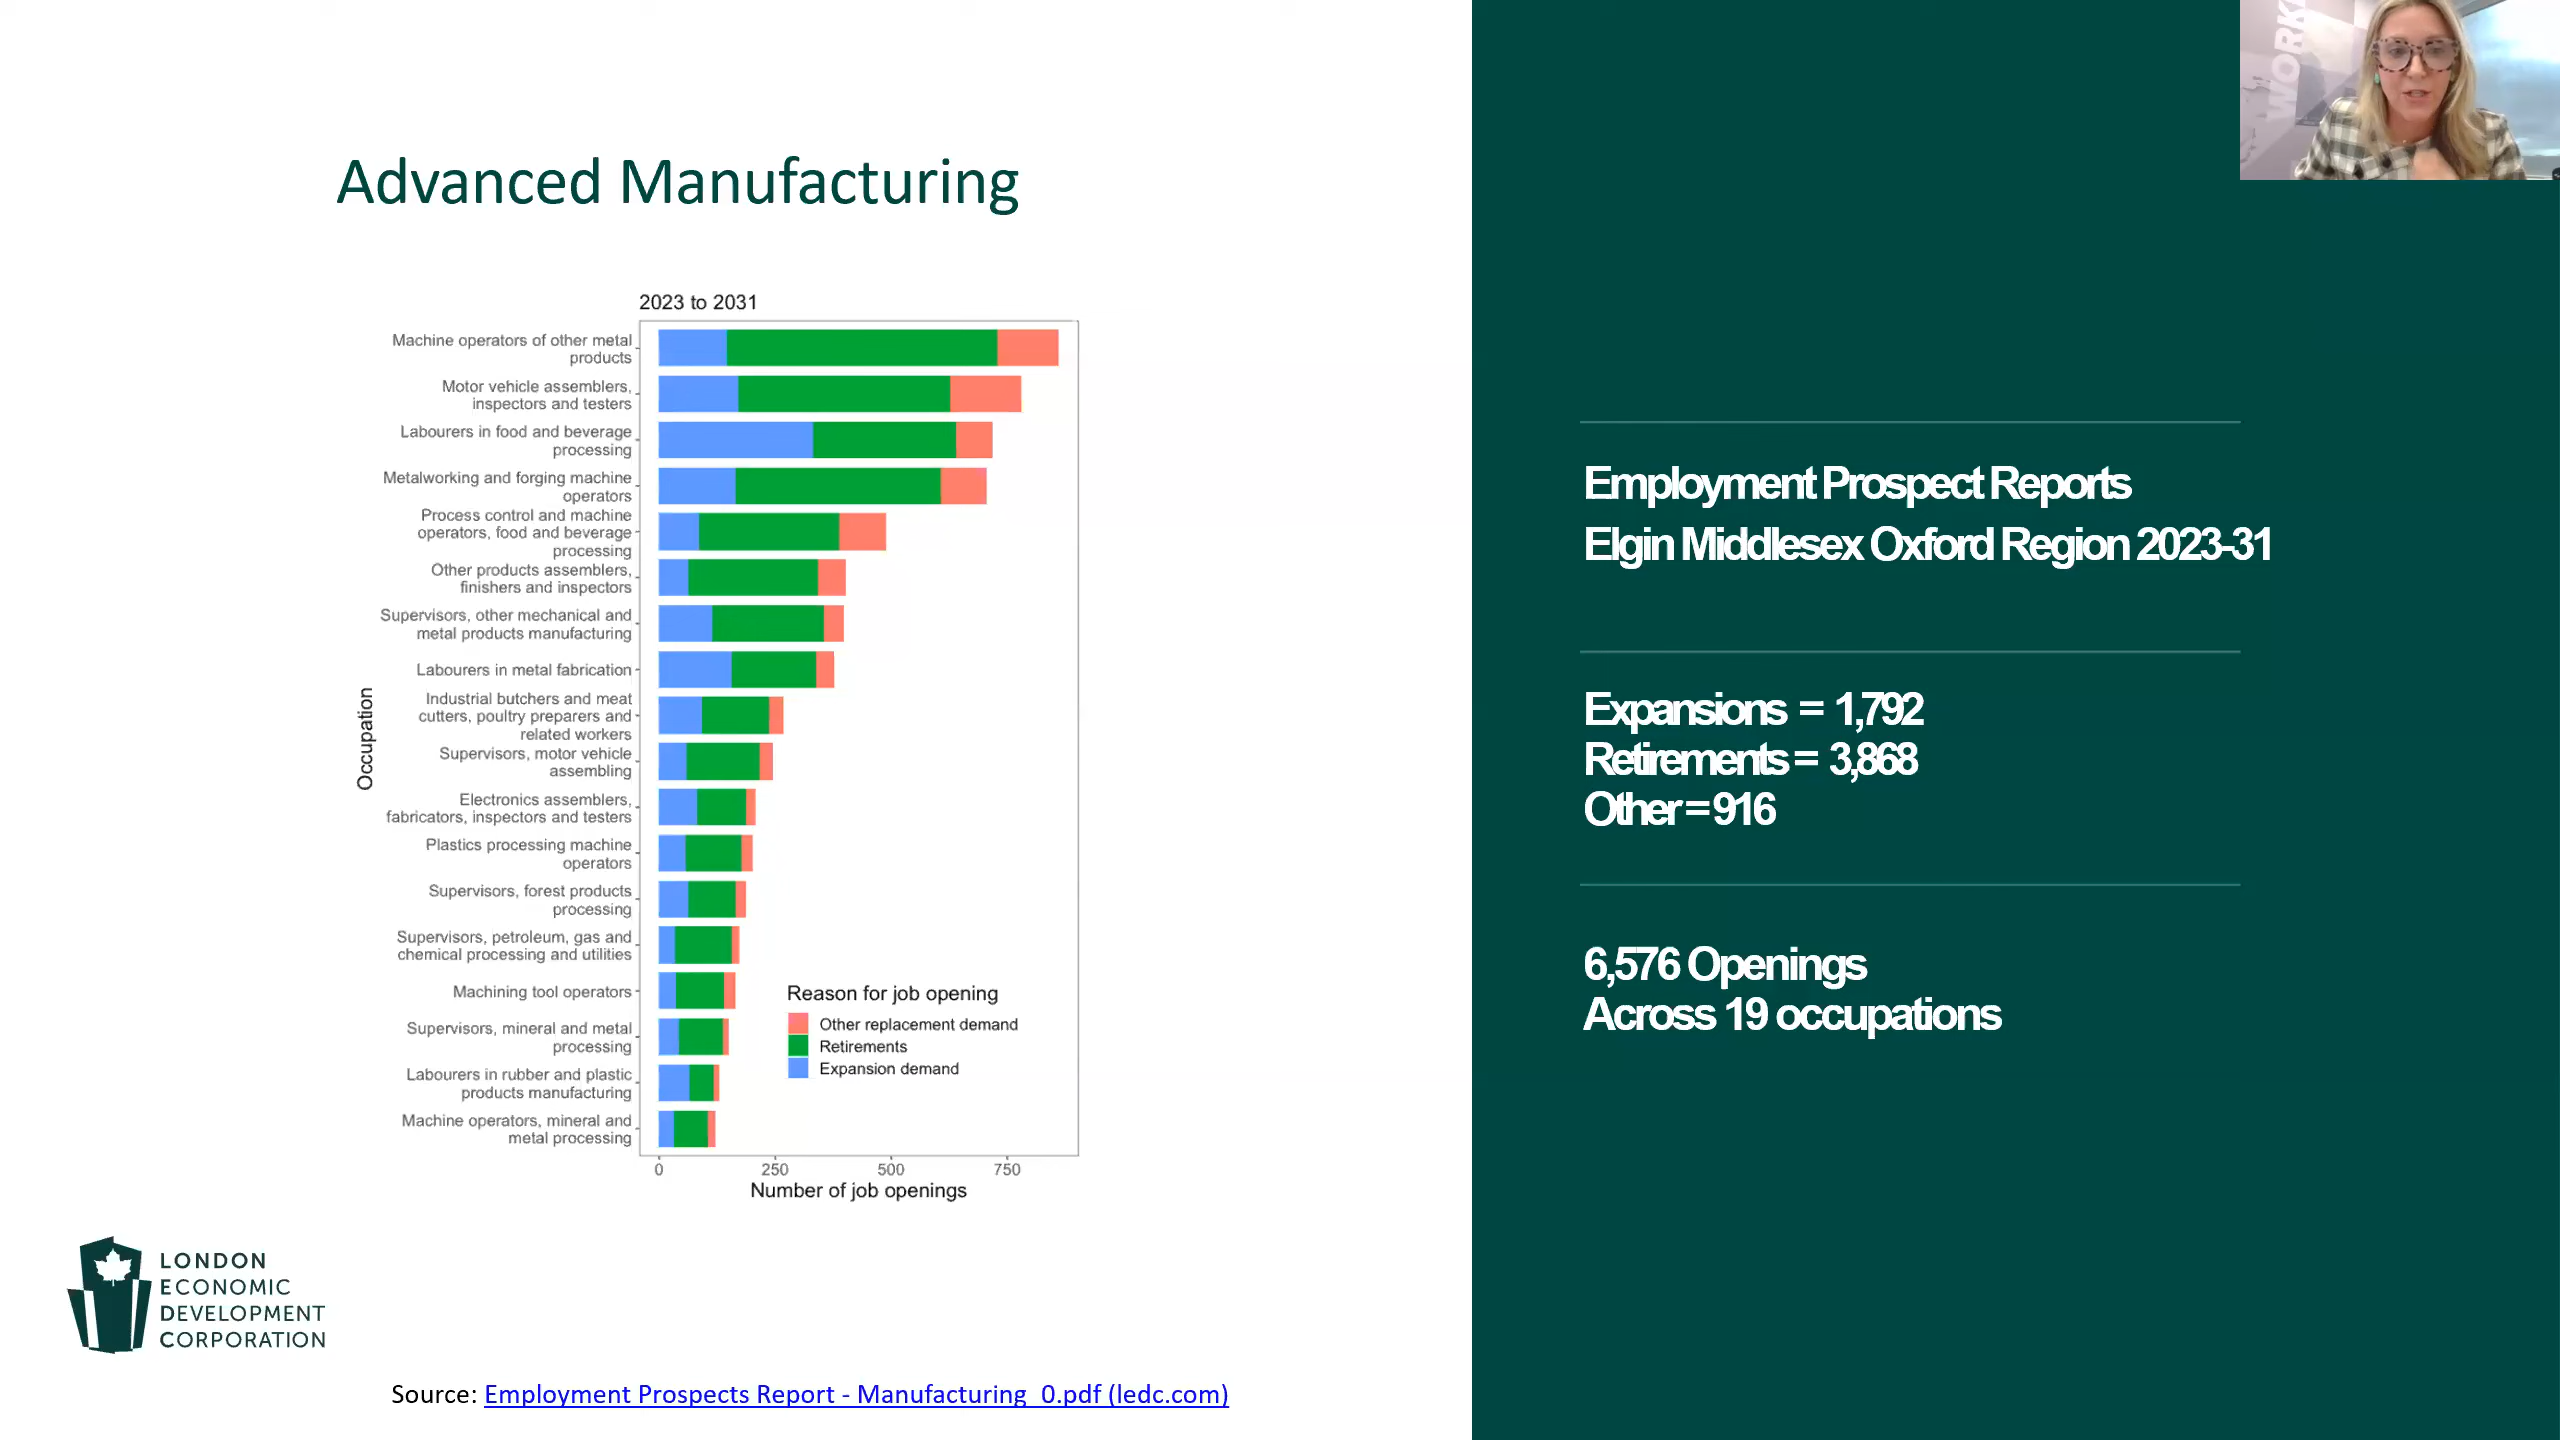 Advanced Manufacturing
2023 to 2031
Machine operators of other metal
products
Motor vehicle assemblers,
inspectors and testers
Labourers in food and beverage
processing
Metalworking and forging machine
operators
Process control and machine
operators, food and beverage
processing
Other products assemblers,
finishers and inspectors
Supervisors, other mechanical and
metal products manufacturing
Labourers in metal fabrication
Industrial butchers and meat
cutters, poultry preparers and
related workers
Supervisors, motor vehicle
assembling
Electronics assemblers,
fabricators, inspectors and testers
Plastics processing machine
operators
Supervisors, forest products
processing
Supervisors, petroleum, gas and
chemical processing and utilities
Machining tool operators
Supervisors, mineral and metal
processing
Labourers in rubber and plastic
products manufacturing
Machine operators, mineral and
metal processing
Occupation
Reason for job opening
Other replacement demand
Retirements
Expansion demand
0 250 500 750
Number of job openings
LONDON
ECONOMIC
DEVELOPMENT
CORPORATION
Source: Employment Prospects Report - Manufacturing_0.pdf (ledc.com)
Employment Prospect Reports
Elgin Middlesex Oxford Region 2023-31
Expansions = 1,792
Retirements = 3,868
Other = 916
6,576 Openings
Across 19 occupations